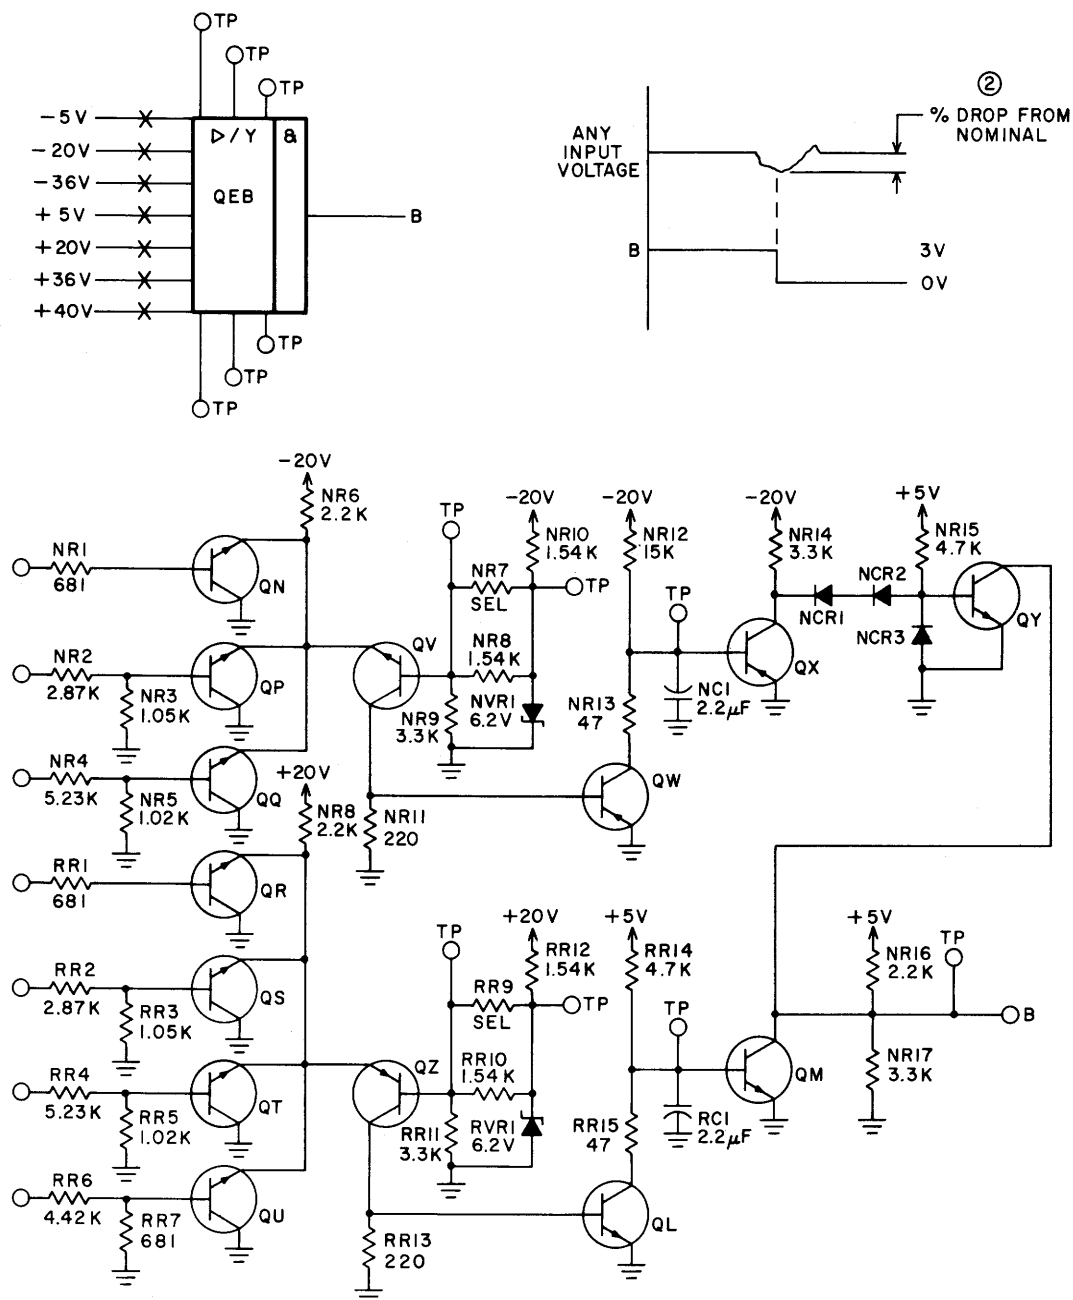 TP
TP
TP
-5V
-20V
-36V
+5V
+20V
+36V
+40V
▷/Y
&
QEB
B
TP
TP
TP
②
% DROP FROM
NOMINAL
ANY
INPUT
VOLTAGE
B
3V
0V
-20V
NR6
2.2K
NR1
681
QN
NR2
2.87K
NR3
1.05K
QP
NR4
5.23K
NR5
1.02K
QQ
+20V
NR8
2.2K
RR1
681
QR
RR2
2.87K
RR3
1.05K
QS
RR4
5.23K
RR5
1.02K
QT
RR6
4.42K
RR7
681
QU
TP
-20V
NR10
1.54K
NR7
SEL
TP
QV
NR8
1.54K
NR9
3.3K
NVR1
6.2V
NR11
220
-20V
NR12
15K
TP
NR13
47
NC1
2.2μF
QW
-20V
NR14
3.3K
QX
NCR1
NCR2
NCR3
+5V
NR15
4.7K
QY
TP
+20V
RR12
1.54K
RR9
SEL
TP
QZ
RR10
1.54K
RR11
3.3K
RVR1
6.2V
RR13
220
+5V
RR14
4.7K
TP
RR15
47
RC1
2.2μF
QL
QM
+5V
NR16
2.2K
TP
B
NR17
3.3K